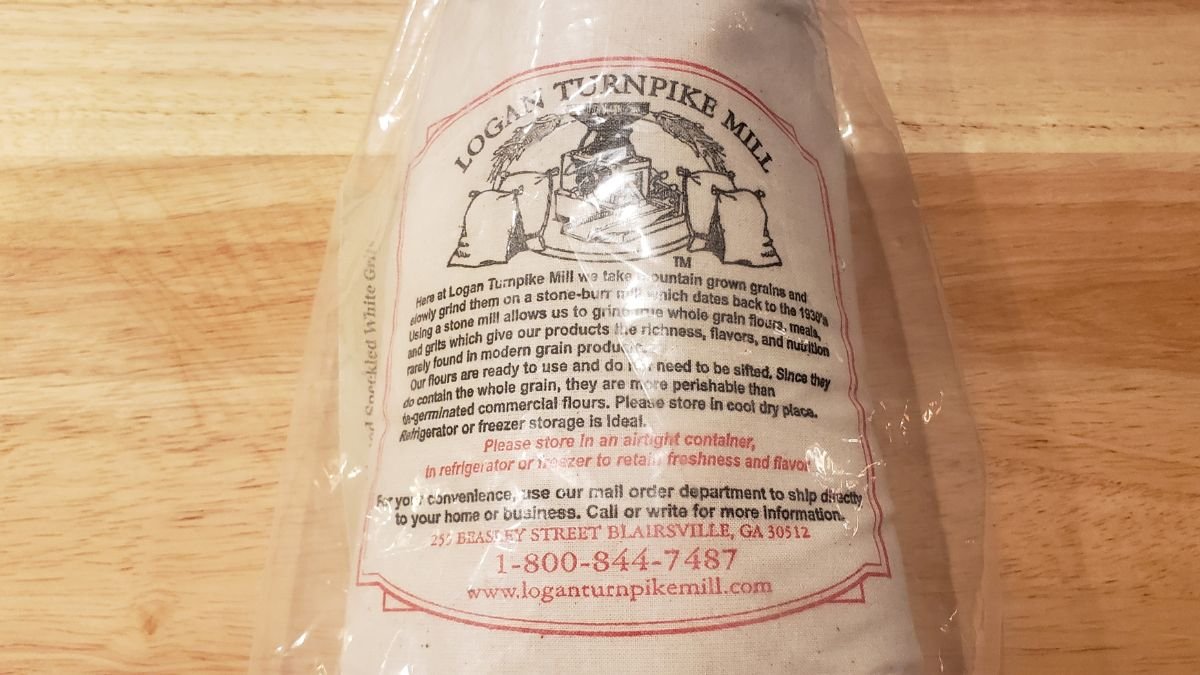 LOGAN TURNPIKE MILL
TM
Here at Logan Turnpike Mill we take mountain grown grains and
slowly grind them on a stone-burr mill which dates back to the 1930's
Using a stone mill allows us to grind true whole grain flours, meals,
and grits which give our products the richness, flavors, and nutrition
rarely found in modern grain products.
Our flours are ready to use and do not need to be sifted. Since they
do contain the whole grain, they are more perishable than
de-germinated commercial flours. Please store in cool dry place.
Refrigerator or freezer storage is ideal.
Please store in an airtight container,
in refrigerator or freezer to retain freshness and flavor
For your convenience, use our mail order department to ship directly
to your home or business. Call or write for more information.
BEASLEY STREET BLAIRSVILLE, GA 30512
1-800-844-7487
www.loganturnpikemill.com
Speckled White Grits